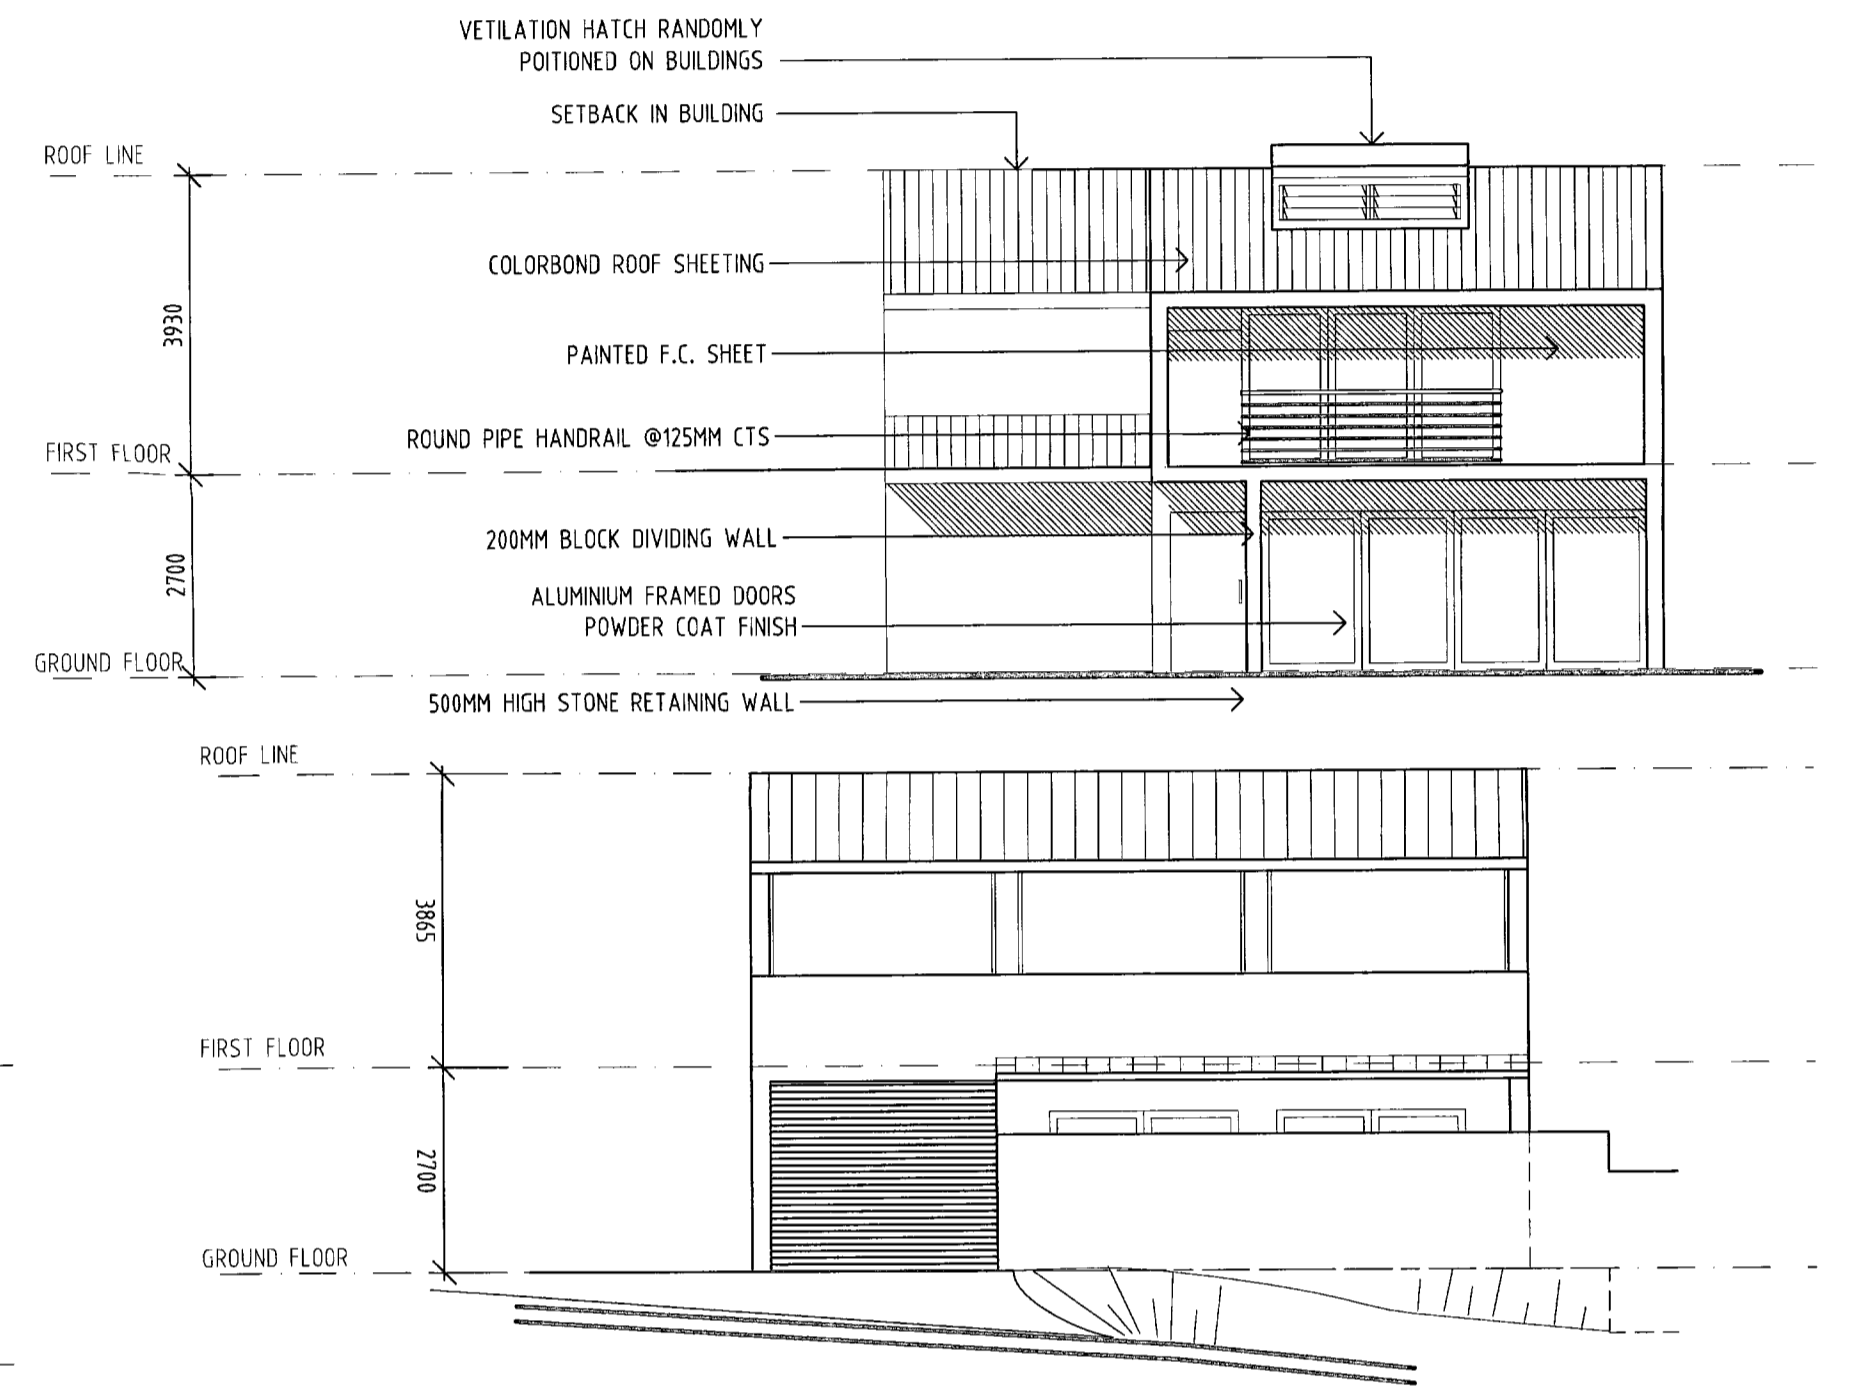 VETILATION HATCH RANDOMLY
POITIONED ON BUILDINGS
SETBACK IN BUILDING
ROOF LINE
COLORBOND ROOF SHEETING
3930
PAINTED F.C. SHEET
ROUND PIPE HANDRAIL @125MM CTS
FIRST FLOOR
200MM BLOCK DIVIDING WALL
2700
ALUMINIUM FRAMED DOORS
POWDER COAT FINISH
GROUND FLOOR
500MM HIGH STONE RETAINING WALL
ROOF LINE
3865
FIRST FLOOR
2700
GROUND FLOOR